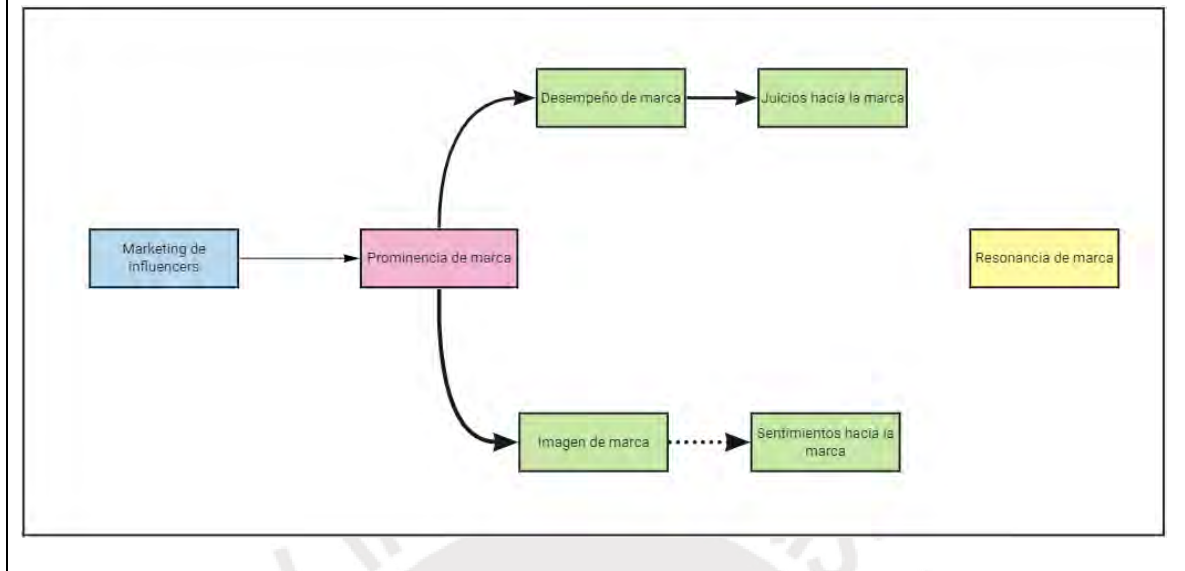 Desempeño de marca
Juicios hacia la marca
Marketing de
influencers
Prominencia de marca
Resonancia de marca
Imagen de marca
Sentimientos hacia la
marca